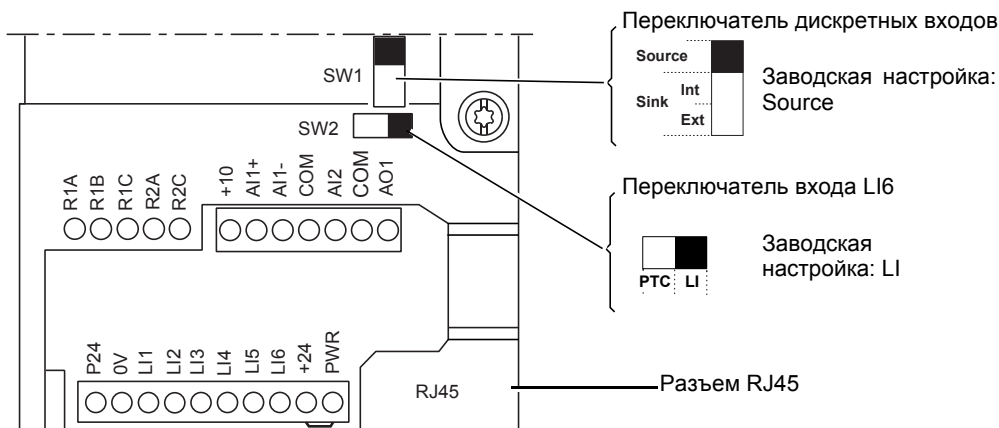 Переключатель дискретных входов
Source
Sink
Int
Ext
Заводская настройка:
Source
SW1
SW2
R1A
R1B
R1C
R2A
R2C
+10
AI1+
AI1-
COM
AI2
COM
AO1
Переключатель входа LI6
PTC
LI
Заводская
настройка: LI
P24
0V
LI1
LI2
LI3
LI4
LI5
LI6
+24
PWR
RJ45
Разъем RJ45